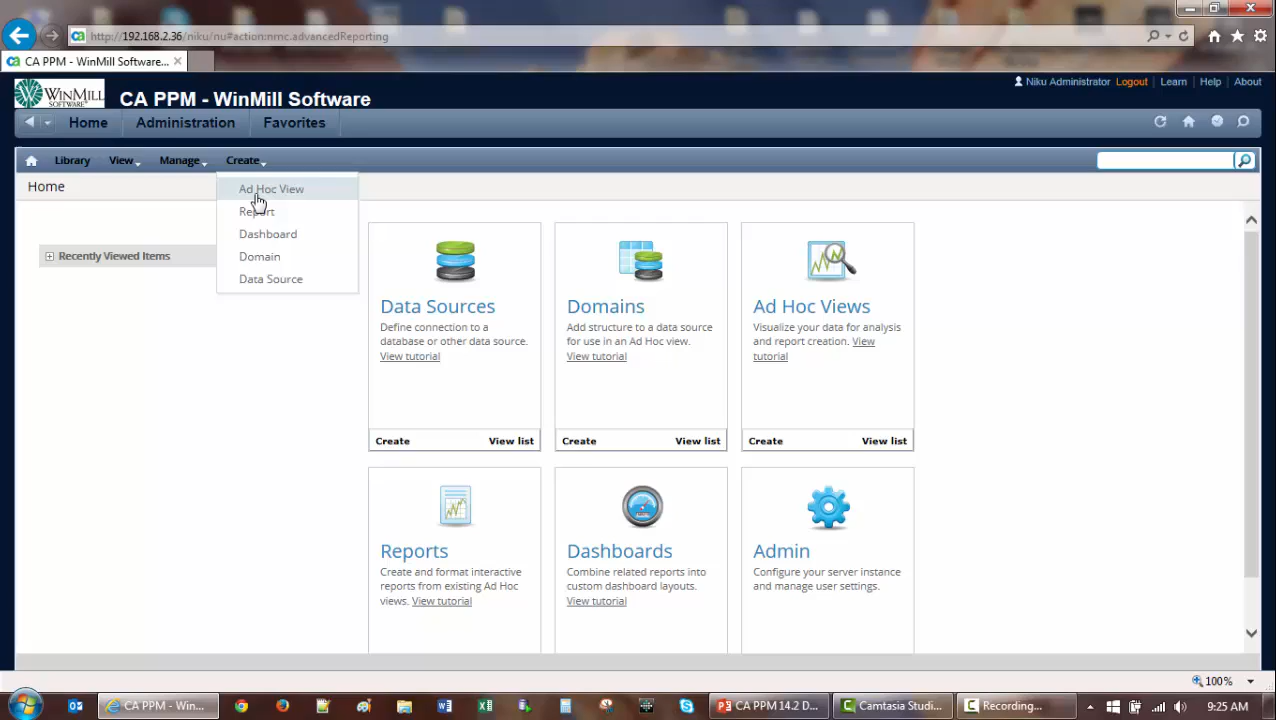 http://192.168.2.36/niku/nu#action:nmc.advancedReporting
CA PPM - WinMill Software...
WINMILL
SOFTWARE
CA PPM - WinMill Software
Niku Administrator Logout Learn Help About
Home Administration Favorites
Library View Manage Create
Home
Ad Hoc View
Report
Dashboard
Domain
Data Source
Recently Viewed Items
Data Sources
Define connection to a
database or other data source.
View tutorial
Create View list
Domains
Add structure to a data source
for use in an Ad Hoc view.
View tutorial
Create View list
Ad Hoc Views
Visualize your data for analysis
and report creation. View
tutorial
Create View list
Reports
Create and format interactive
reports from existing Ad Hoc
views. View tutorial
Dashboards
Combine related reports into
custom dashboard layouts.
View tutorial
Admin
Configure your server instance
and manage user settings.
100%
CA PPM - Win...
CA PPM 14.2 D...
Camtasia Studi...
Recording...
9:25 AM